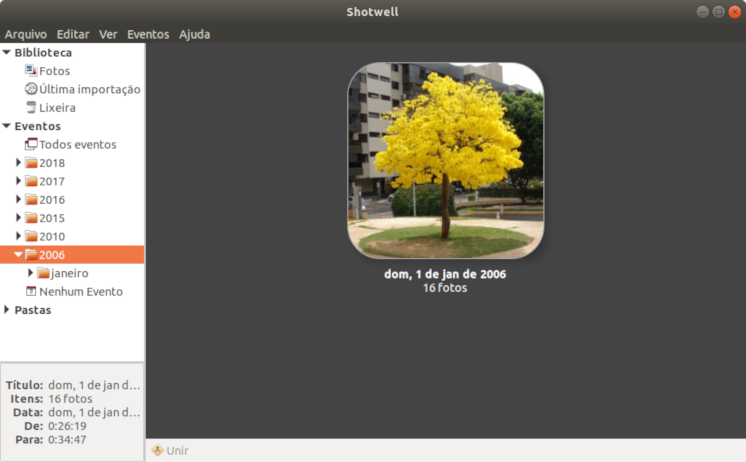 Shotwell
Arquivo Editar Ver Eventos Ajuda
Biblioteca
Fotos
Última importação
Lixeira
Eventos
Todos eventos
2018
2017
2016
2015
2010
2006
janeiro
Nenhum Evento
Pastas
dom, 1 de jan de 2006
16 fotos
Título: dom, 1 de jan d...
Itens: 16 fotos
Data: dom, 1 de jan d...
De: 0:26:19
Para: 0:34:47
Unir